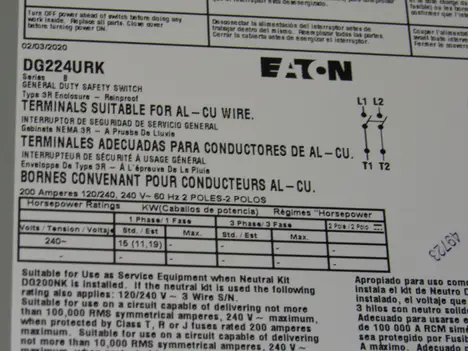 Turn OFF power ahead of switch before doing any
work inside. Replace all parts. Close cover
before turning power ON.
Desconectar la alimentación del interruptor antes de
trabajar dentro del mismo. Reemplazar todas las partes
Cerrar la cubierta antes de energizar el interruptor.
Couper l'alimentation
avant toute
Fermer le couver
02/03/2020
DG224URK
EATON
Series B
GENERAL DUTY SAFETY SWITCH
Type 3R Enclosure - Rainproof
TERMINALS SUITABLE FOR AL-CU WIRE.
INTERRUPTOR DE SEGURIDAD DE SERVICIO GENERAL
Gabinete NEMA 3R - A Prueba De Lluvia
TERMINALES ADECUADAS PARA CONDUCTORES DE AL-CU.
INTERRUPTEUR DE SÉCURITÉ A USAGE GÉNÉRAL
Enveloppe De Type 3R - À L'épreuve De La Pluie
BORNES CONVENANT POUR CONDUCTEURS AL-CU.
L1 L2
T1 T2
200 Amperes 120/240, 240 V~ 60 Hz 2 POLES-2 POLOS
Horsepower Ratings KW(Caballos de potencia) Régimes "Horsepower
1 Phase/ 1 Fase 3 Phase / 3 Fase
Volts / Tension / Voltaje Std. / Est Max. Std. / Est. Max.
240~ 15 (11,19) - -
49723
Suitable for Use as Service Equipment when Neutral Kit
DG200NK is installed. If the neutral kit is used the following
rating also applies: 120/240 V ~ 3 Wire S/N.
Suitable for use on a circuit capable of delivering not more
than 100,000 RMS symmetrical amperes, 240 V ~ maximum,
when protected by Class T, R or J fuses rated 200 amperes
maximum. Suitable for use on a circuit capable of delivering
not more than 10,000 RMS symmetrical amperes, 240 V~
Apropiado para uso com
instala el kit de Neutro D
instalado, el voltaje que
3 hilos con neutro solido
Adecuado para usarse e
de 100 000 A RCM simé
sea protegido por Fusib
A máximo. Adecuado